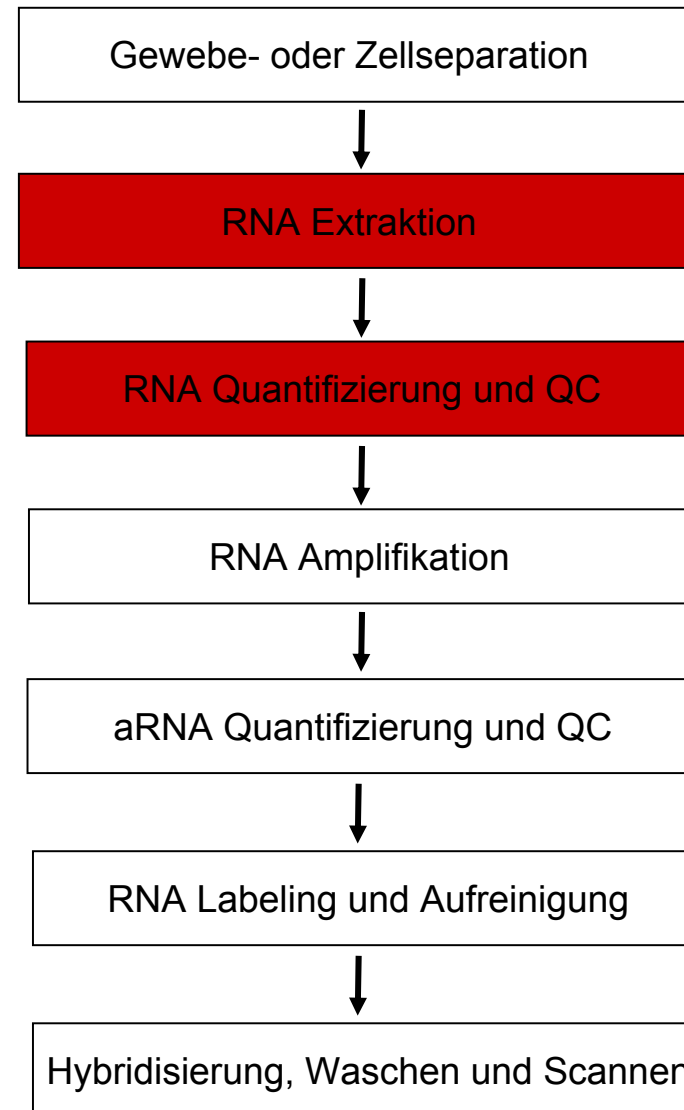 Gewebe- oder Zellseparation
RNA Extraktion
RNA Quantifizierung und QC
RNA Amplifikation
aRNA Quantifizierung und QC
RNA Labeling und Aufreinigung
Hybridisierung, Waschen und Scannen